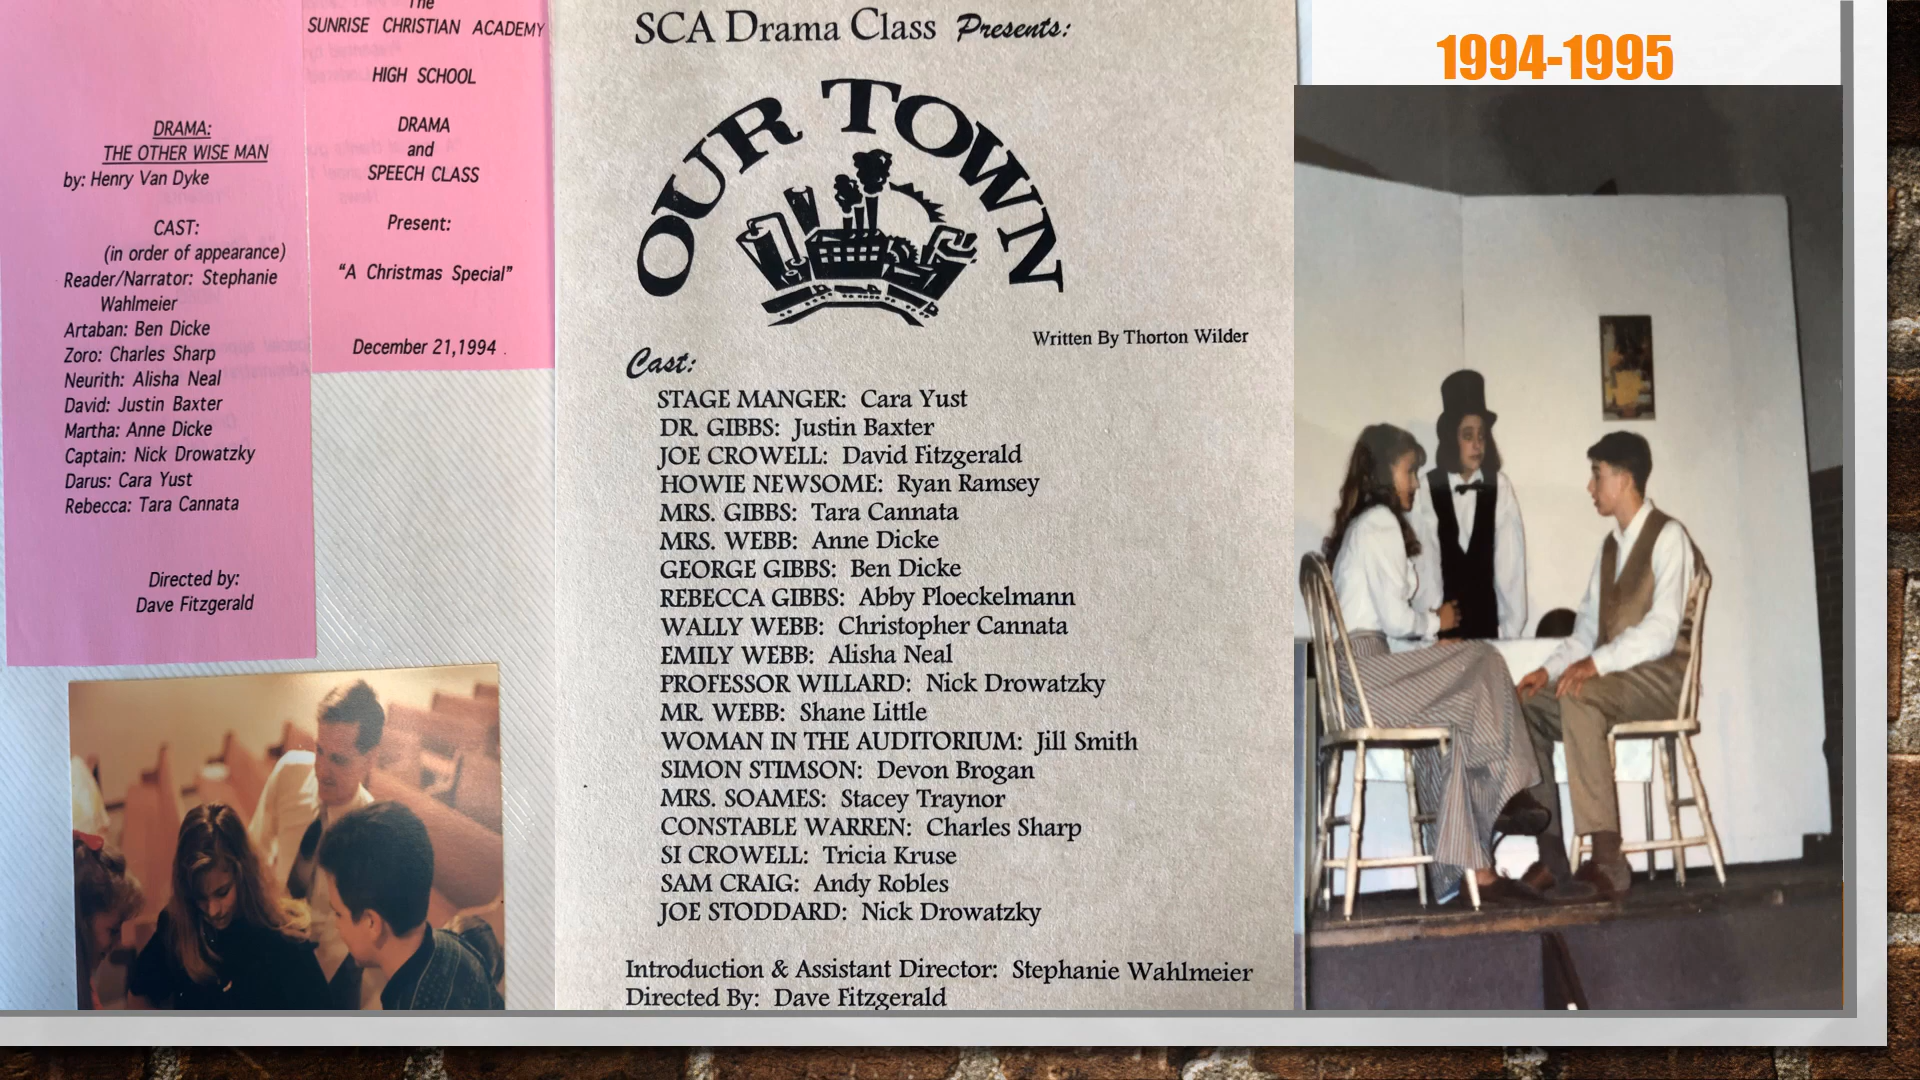 DRAMA:
THE OTHER WISE MAN
by: Henry Van Dyke
CAST:
(in order of appearance)
Reader/Narrator: Stephanie
Wahlmeier
Artaban: Ben Dicke
Zoro: Charles Sharp
Neurith: Alisha Neal
David: Justin Baxter
Martha: Anne Dicke
Captain: Nick Drowatzky
Darus: Cara Yust
Rebecca: Tara Cannata
Directed by:
Dave Fitzgerald
The
SUNRISE CHRISTIAN ACADEMY
HIGH SCHOOL
DRAMA
and
SPEECH CLASS
Present:
“A Christmas Special”
December 21,1994
SCA Drama Class Presents:
OUR TOWN
Written By Thorton Wilder
Cast:
STAGE MANGER: Cara Yust
DR. GIBBS: Justin Baxter
JOE CROWELL: David Fitzgerald
HOWIE NEWSOME: Ryan Ramsey
MRS. GIBBS: Tara Cannata
MRS. WEBB: Anne Dicke
GEORGE GIBBS: Ben Dicke
REBECCA GIBBS: Abby Ploeckelmann
WALLY WEBB: Christopher Cannata
EMILY WEBB: Alisha Neal
PROFESSOR WILLARD: Nick Drowatzky
MR. WEBB: Shane Little
WOMAN IN THE AUDITORIUM: Jill Smith
SIMON STIMSON: Devon Brogan
MRS. SOAMES: Stacey Traynor
CONSTABLE WARREN: Charles Sharp
SI CROWELL: Tricia Kruse
SAM CRAIG: Andy Robles
JOE STODDARD: Nick Drowatzky
Introduction & Assistant Director: Stephanie Wahlmeier
Directed By: Dave Fitzgerald
1994-1995